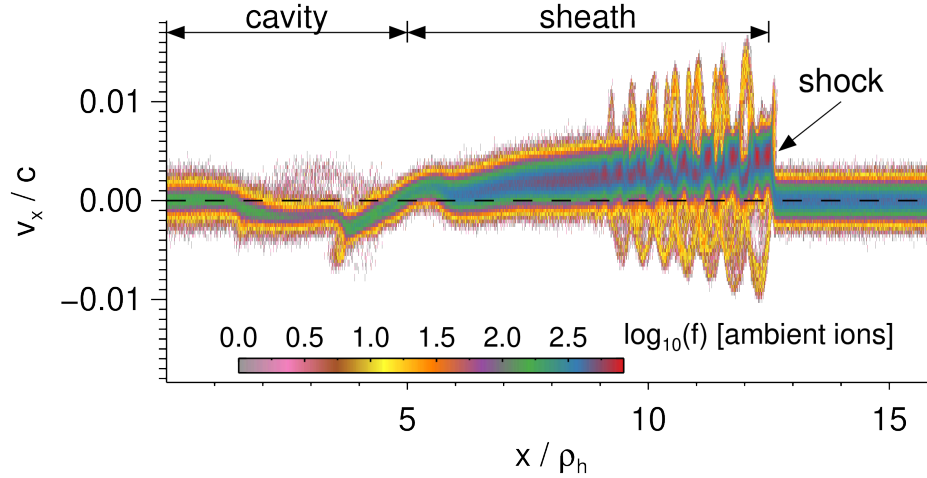 cavity sheath
shock
0.01
0.00
−0.01
v_x / c
0.0 0.5 1.0 1.5 2.0 2.5 log₁₀(f) [ambient ions]
5 10 15
x / ρ_h